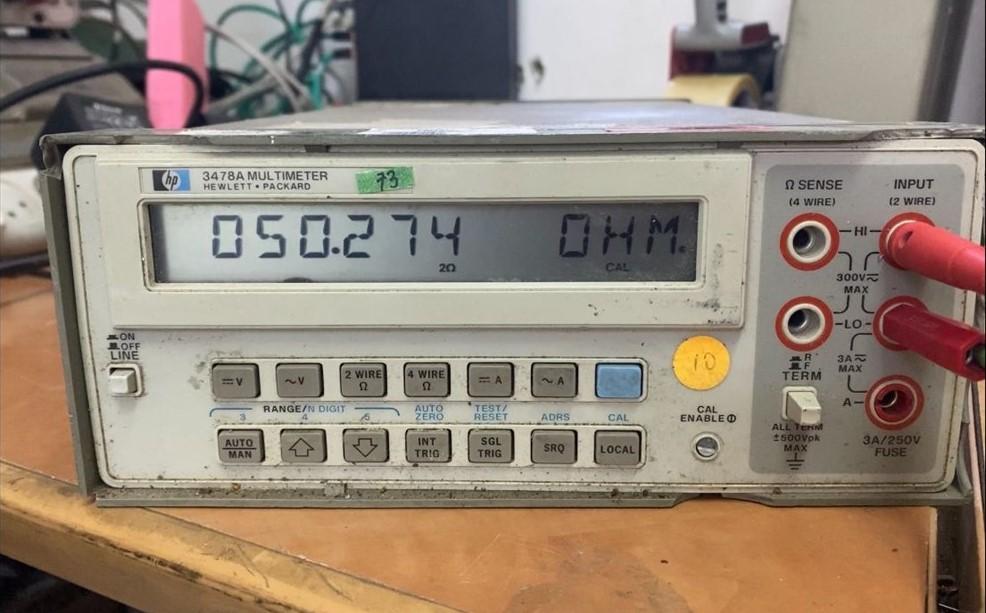 hp 3478A MULTIMETER
HEWLETT • PACKARD
73
050.274 OHM.
2Ω CAL
Ω SENSE
(4 WIRE)
INPUT
(2 WIRE)
HI
300V
MAX
LO
3A
MAX
R
F
TERM
A
ALL TERM
±500Vpk
MAX
3A/250V
FUSE
ON
OFF
LINE
V
~V
2 WIRE
Ω
4 WIRE
Ω
A
~A
10
RANGE/N DIGIT
3 4 5
AUTO
ZERO
TEST/
RESET
ADRS
CAL
CAL
ENABLE
AUTO
MAN
INT
TRIG
SGL
TRIG
SRQ
LOCAL